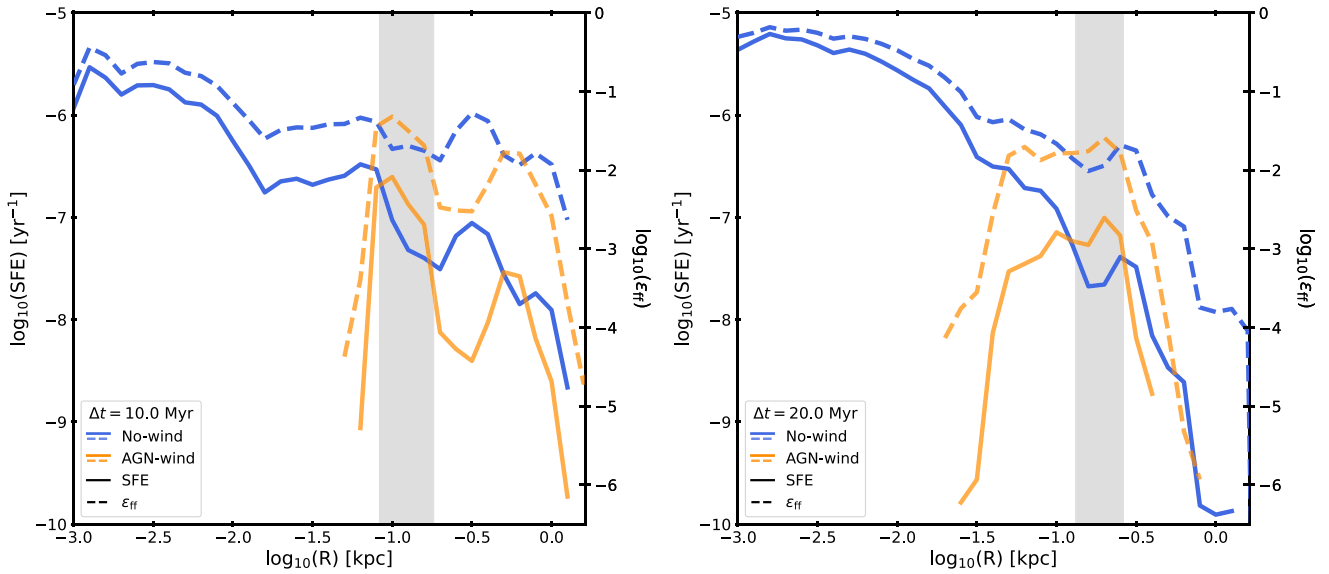 −5
−6
−7
−8
−9
−10
log₁₀(SFE) [yr⁻¹]
0
−1
−2
−3
−4
−5
−6
log₁₀(εff)
Δt = 10.0 Myr
No-wind
AGN-wind
SFE
εff
−3.0 −2.5 −2.0 −1.5 −1.0 −0.5 0.0
log₁₀(R) [kpc]
−5
−6
−7
−8
−9
−10
log₁₀(SFE) [yr⁻¹]
0
−1
−2
−3
−4
−5
−6
log₁₀(εff)
Δt = 20.0 Myr
No-wind
AGN-wind
SFE
εff
−3.0 −2.5 −2.0 −1.5 −1.0 −0.5 0.0
log₁₀(R) [kpc]